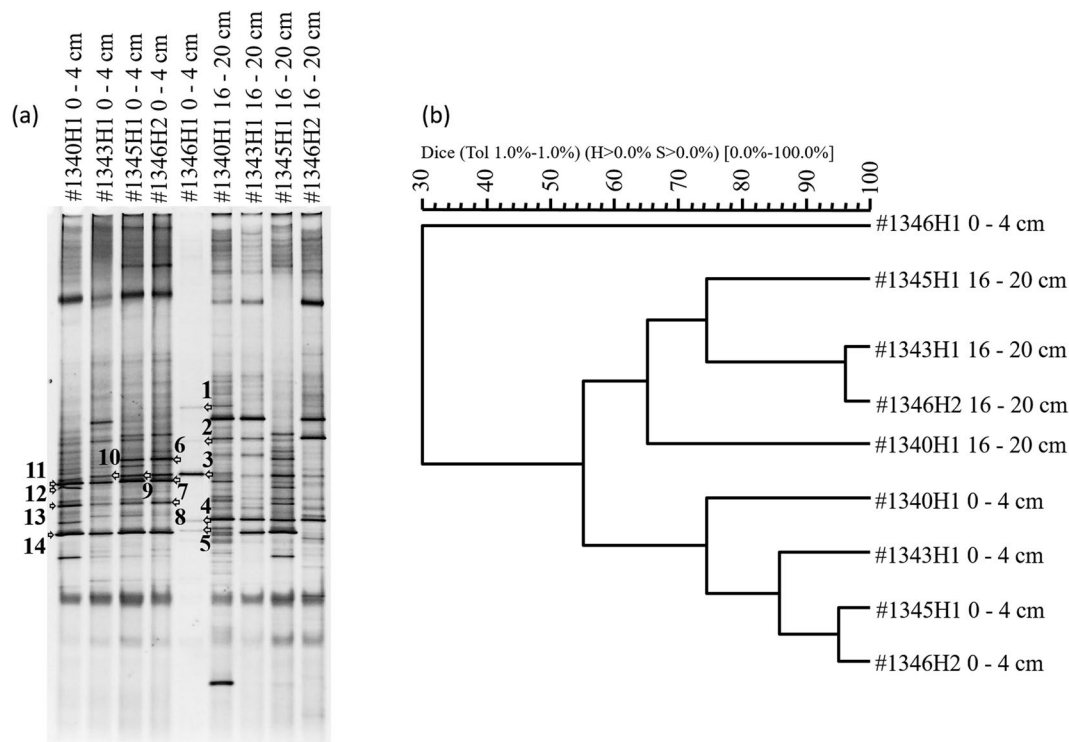 (a)
#1340H1 0 - 4 cm
#1343H1 0 - 4 cm
#1345H1 0 - 4 cm
#1346H2 0 - 4 cm
#1346H1 0 - 4 cm
#1340H1 16 - 20 cm
#1343H1 16 - 20 cm
#1345H1 16 - 20 cm
#1346H2 16 - 20 cm
1
2
6
10
3
11
12
9
7
13
8
4
14
5
(b)
Dice (Tol 1.0%-1.0%) (H>0.0% S>0.0%) [0.0%-100.0%]
30 40 50 60 70 80 90 100
#1346H1 0 - 4 cm
#1345H1 16 - 20 cm
#1343H1 16 - 20 cm
#1346H2 16 - 20 cm
#1340H1 16 - 20 cm
#1340H1 0 - 4 cm
#1343H1 0 - 4 cm
#1345H1 0 - 4 cm
#1346H2 0 - 4 cm